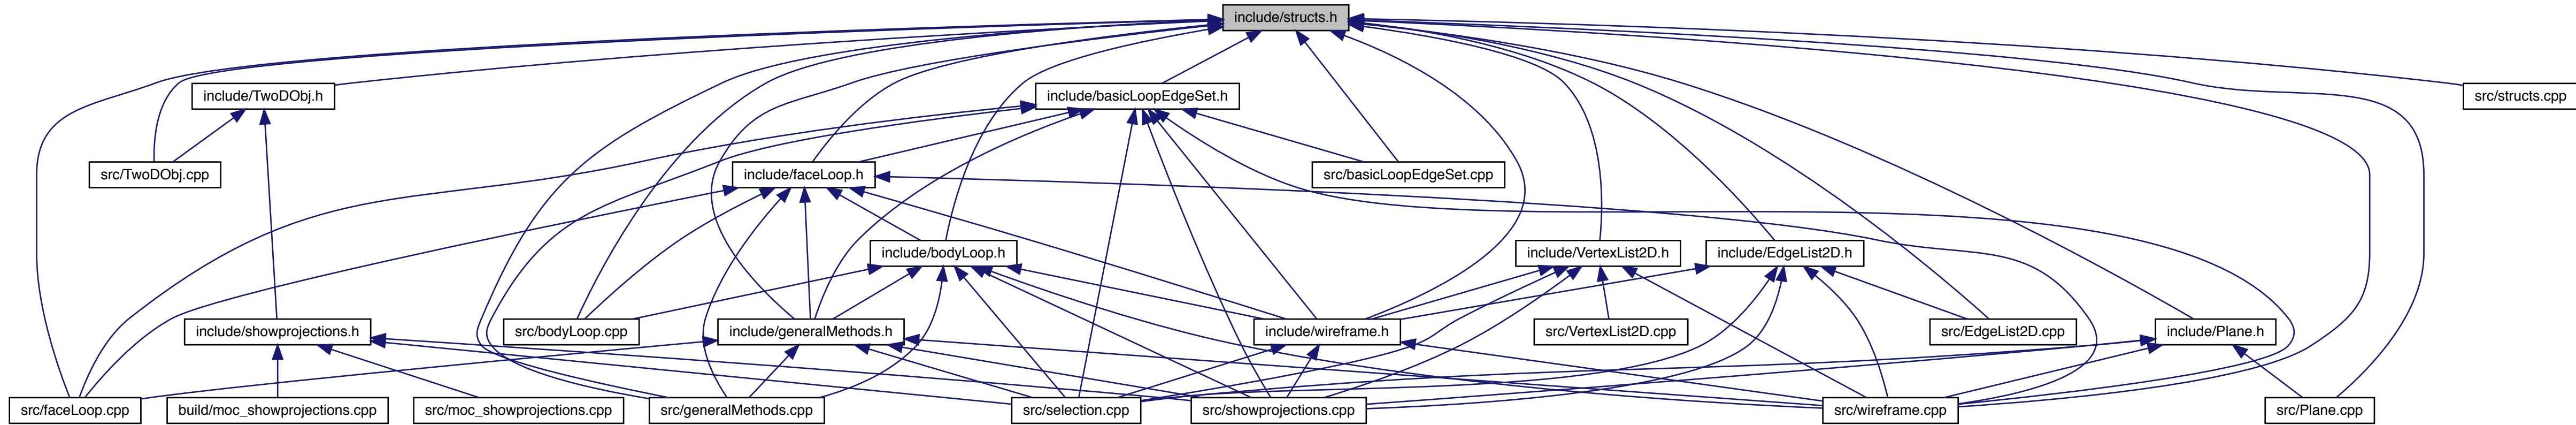 include/structs.h
include/TwoDObj.h
include/basicLoopEdgeSet.h
src/structs.cpp
src/TwoDObj.cpp
include/faceLoop.h
src/basicLoopEdgeSet.cpp
include/bodyLoop.h
include/VertexList2D.h
include/EdgeList2D.h
include/showprojections.h
src/bodyLoop.cpp
include/generalMethods.h
include/wireframe.h
src/VertexList2D.cpp
src/EdgeList2D.cpp
include/Plane.h
src/faceLoop.cpp
build/moc_showprojections.cpp
src/moc_showprojections.cpp
src/generalMethods.cpp
src/selection.cpp
src/showprojections.cpp
src/wireframe.cpp
src/Plane.cpp